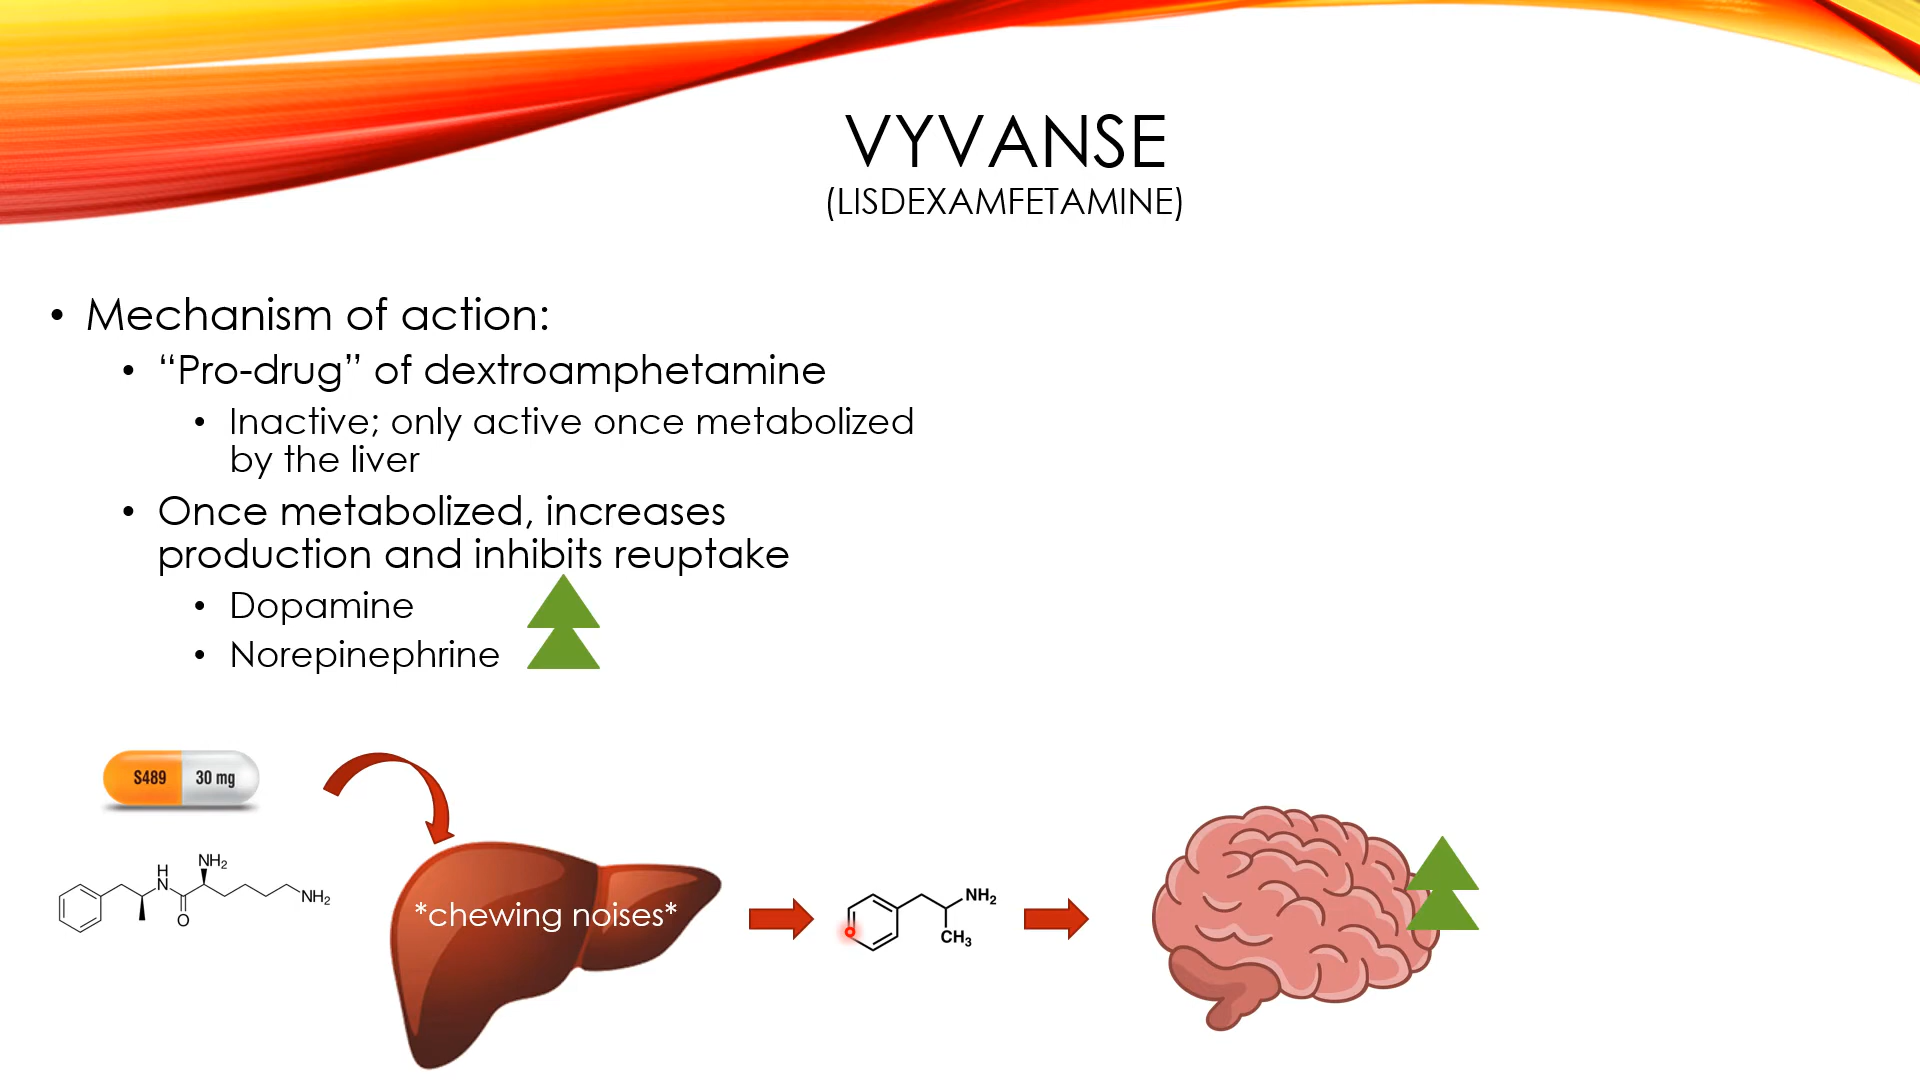 VYVANSE
(LISDEXAMFETAMINE)
• Mechanism of action:
• “Pro-drug” of dextroamphetamine
• Inactive; only active once metabolized
by the liver
• Once metabolized, increases
production and inhibits reuptake
• Dopamine
• Norepinephrine
S489 30 mg
NH₂
H
N
NH₂
O
*chewing noises*
NH₂
CH₃